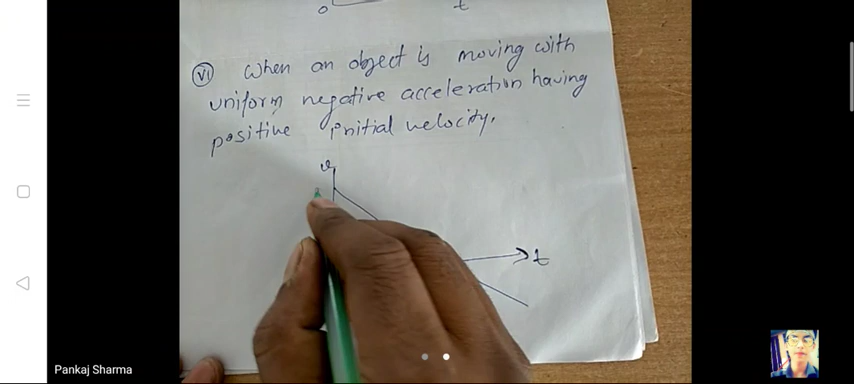 o t
(vi) When an object is moving with
uniform negative acceleration having
positive initial velocity.
v
t
Pankaj Sharma